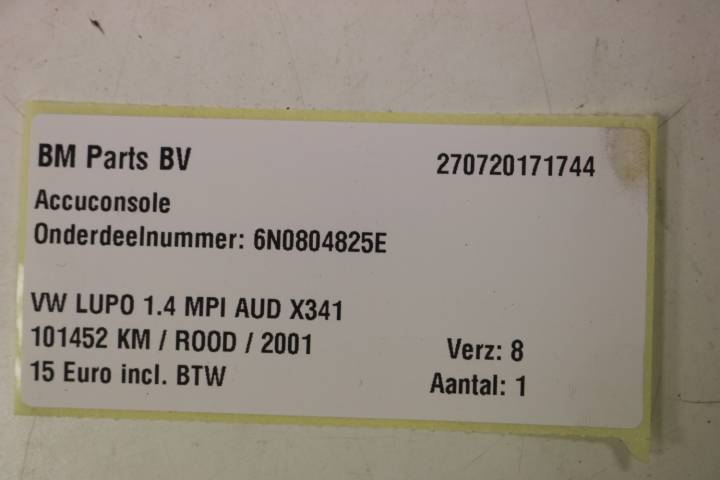 BM Parts BV 270720171744
Accuconsole
Onderdeelnummer: 6N0804825E
VW LUPO 1.4 MPI AUD X341
101452 KM / ROOD / 2001 Verz: 8
15 Euro incl. BTW Aantal: 1